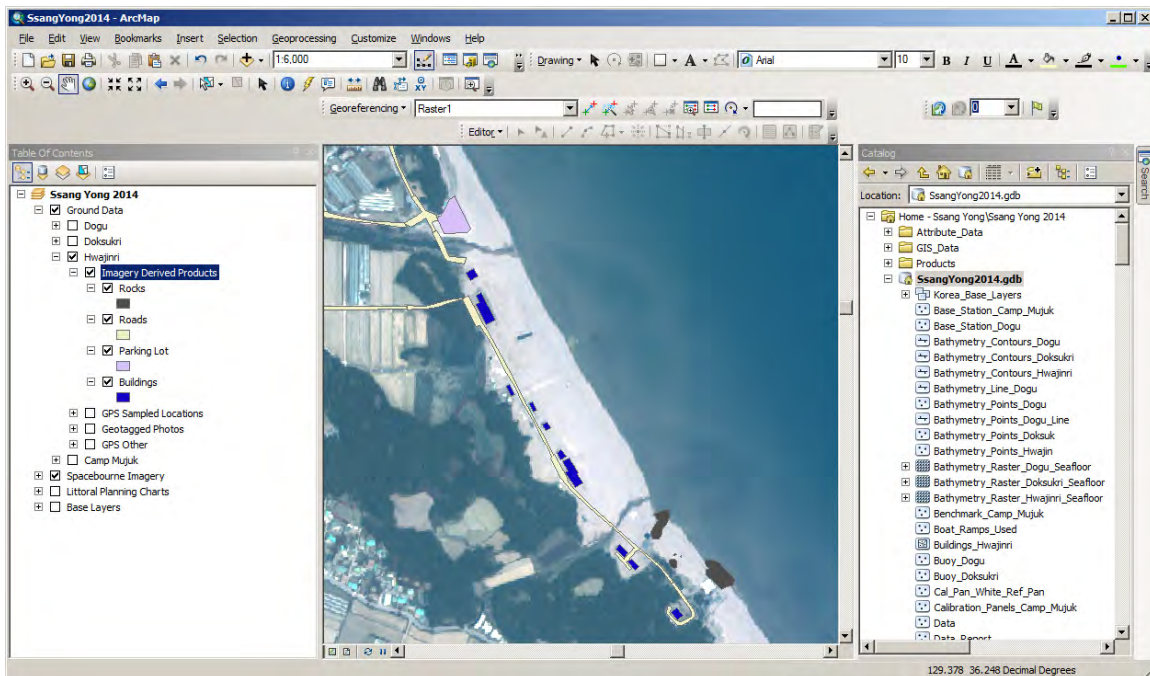 SsangYong2014 - ArcMap
File Edit View Bookmarks Insert Selection Geoprocessing Customize Windows Help
1:6,000 Drawing Arial 10 B I U A
Georeferencing Raster1 0
Editor
Table Of Contents
Ssang Yong 2014
Ground Data
Dogu
Doksukri
Hwajinri
Imagery Derived Products
Rocks
Roads
Parking Lot
Buildings
GPS Sampled Locations
Geotagged Photos
GPS Other
Camp Mujuk
Spacebourne Imagery
Littoral Planning Charts
Base Layers
Catalog
Location: SsangYong2014.gdb
Home - Ssang Yong\Ssang Yong 2014
Attribute_Data
GIS_Data
Products
SsangYong2014.gdb
Korea_Base_Layers
Base_Station_Camp_Mujuk
Base_Station_Dogu
Bathymetry_Contours_Dogu
Bathymetry_Contours_Doksukri
Bathymetry_Contours_Hwajinri
Bathymetry_Line_Dogu
Bathymetry_Points_Dogu
Bathymetry_Points_Dogu_Line
Bathymetry_Points_Doksuk
Bathymetry_Points_Hwajin
Bathymetry_Raster_Dogu_Seafloor
Bathymetry_Raster_Doksukri_Seafloor
Bathymetry_Raster_Hwajinri_Seafloor
Benchmark_Camp_Mujuk
Boat_Ramps_Used
Buildings_Hwajinri
Buoy_Dogu
Buoy_Doksukri
Cal_Pan_White_Ref_Pan
Calibration_Panels_Camp_Mujuk
Data
Data_Report
Search
129.378 36.248 Decimal Degrees